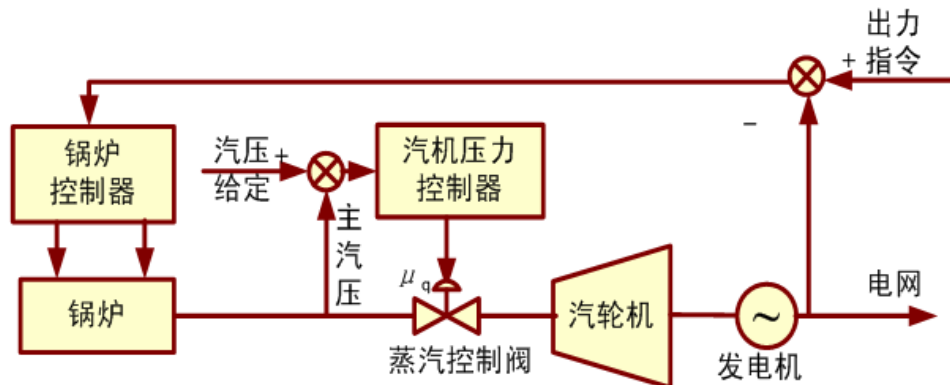 出力
指令
+
−
锅炉
控制器
汽压+
给定
汽机压力
控制器
主
汽
压
μq
锅炉
蒸汽控制阀
汽轮机
~
发电机
电网